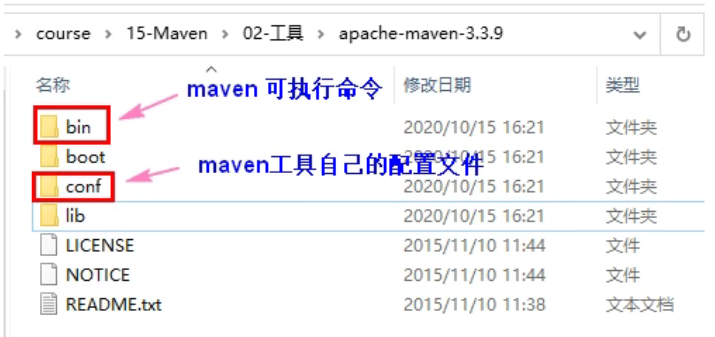 course 15-Maven 02-工具 apache-maven-3.3.9
名称 修改日期 类型
maven 可执行命令
bin 2020/10/15 16:21 文件夹
boot 2020/10/15 16:21 文件夹
maven工具自己的配置文件
conf 2020/10/15 16:21 文件夹
lib 2020/10/15 16:21 文件夹
LICENSE 2015/11/10 11:44 文件
NOTICE 2015/11/10 11:44 文件
README.txt 2015/11/10 11:38 文本文档